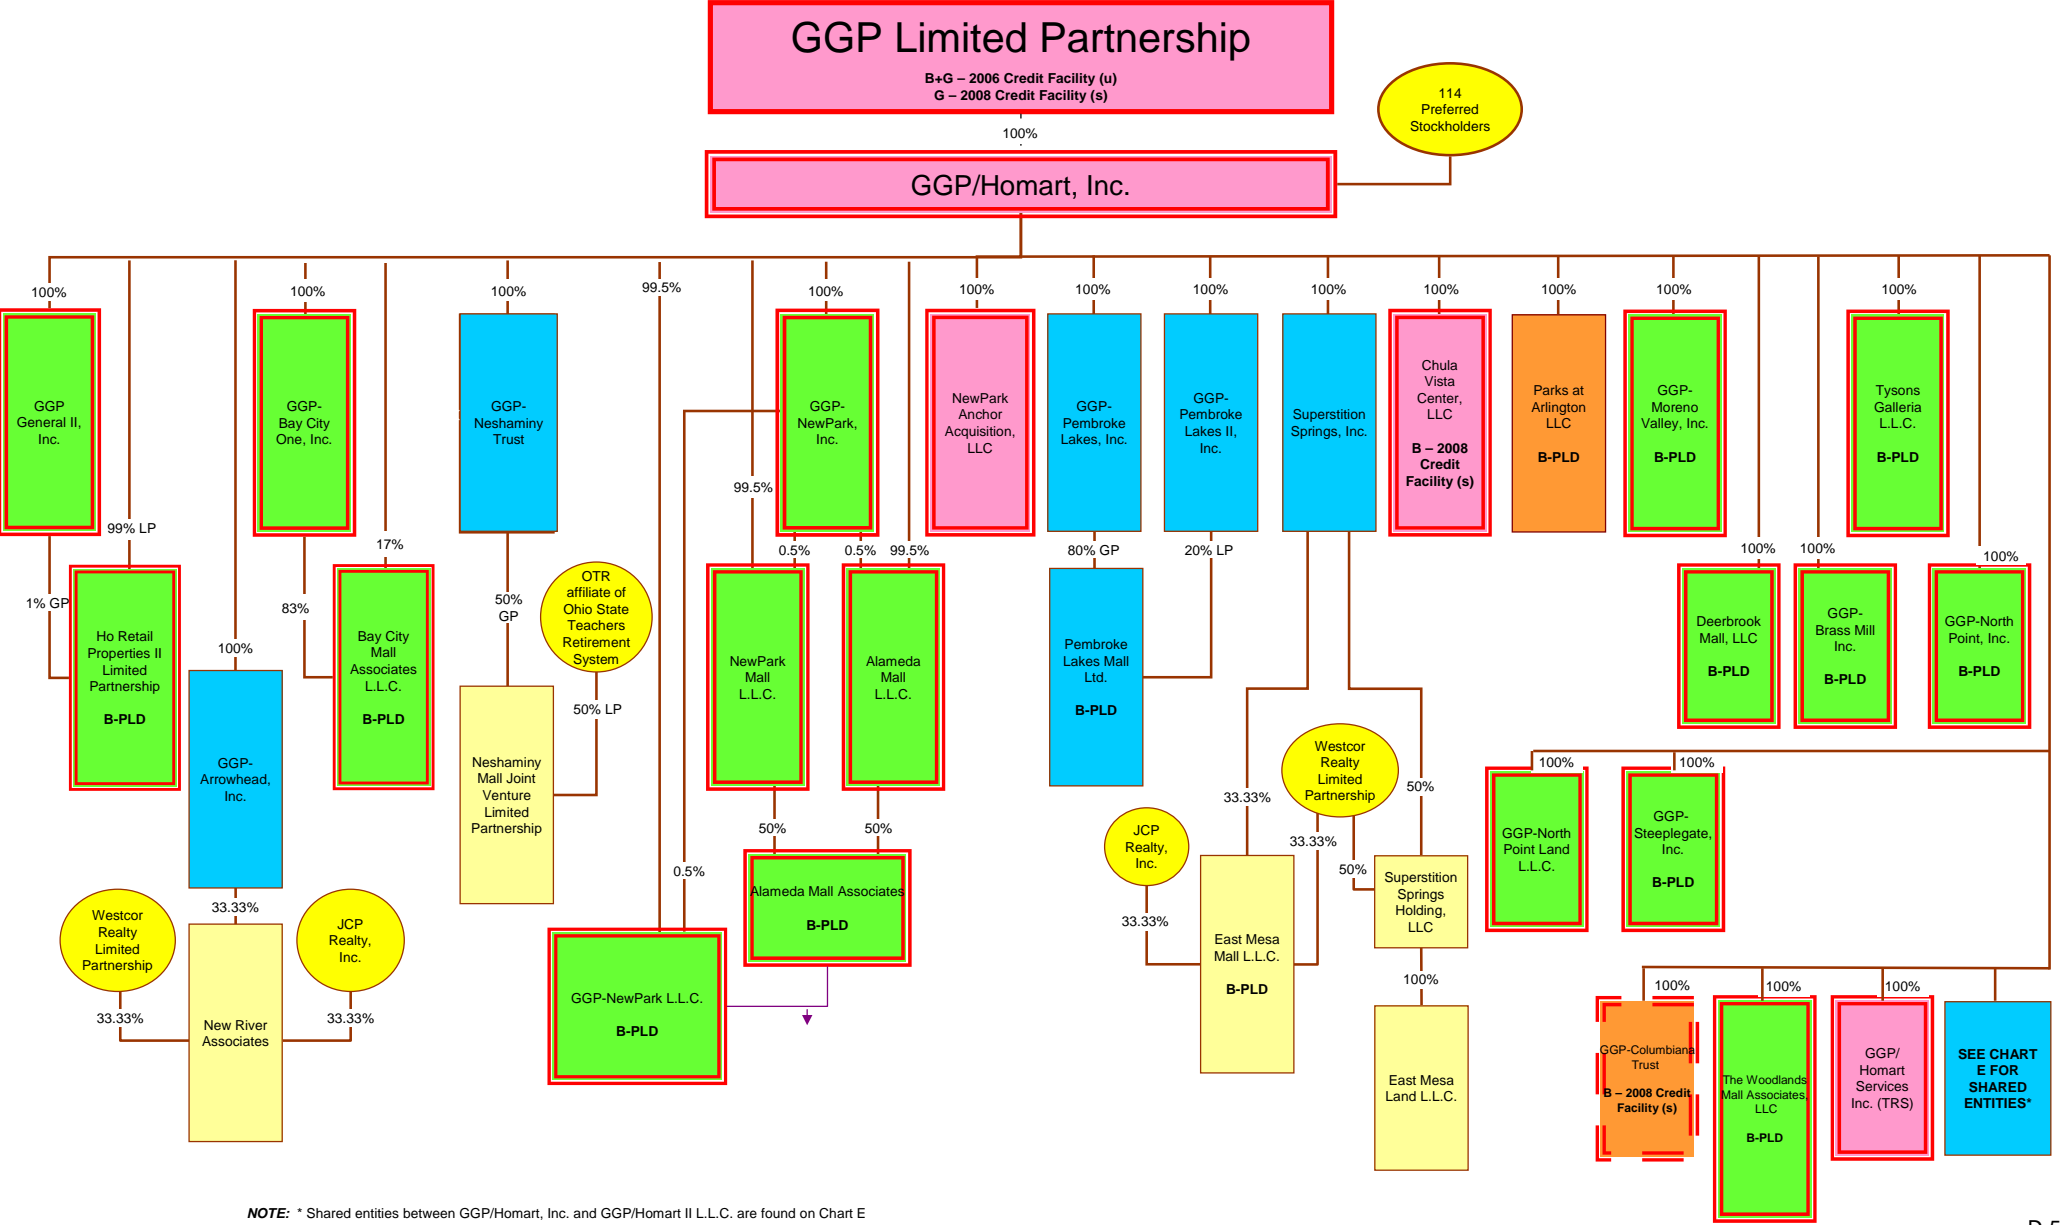 GGP Limited Partnership
B+G – 2006 Credit Facility (u)
G – 2008 Credit Facility (s)
114
Preferred
Stockholders
100%
GGP/Homart, Inc.
100%
100%
100%
99.5%
100%
100%
100%
100%
100%
100%
100%
100%
100%
GGP
General II,
Inc.
GGP-
Bay City
One, Inc.
GGP-
Neshaminy
Trust
GGP-
NewPark,
Inc.
NewPark
Anchor
Acquisition,
LLC
GGP-
Pembroke
Lakes, Inc.
GGP-
Pembroke
Lakes II,
Inc.
Superstition
Springs, Inc.
Chula
Vista
Center,
LLC
B – 2008
Credit
Facility (s)
Parks at
Arlington
LLC
B-PLD
GGP-
Moreno
Valley, Inc.
B-PLD
Tysons
Galleria
L.L.C.
B-PLD
99.5%
99% LP
17%
0.5%
0.5%
99.5%
80% GP
20% LP
100%
100%
100%
1% GP
83%
50%
GP
OTR
affiliate of
Ohio State
Teachers
Retirement
System
Ho Retail
Properties II
Limited
Partnership
B-PLD
100%
Bay City
Mall
Associates
L.L.C.
B-PLD
NewPark
Mall
L.L.C.
Alameda
Mall
L.L.C.
Pembroke
Lakes Mall
Ltd.
B-PLD
Deerbrook
Mall, LLC
B-PLD
GGP-
Brass Mill
Inc.
B-PLD
GGP-North
Point, Inc.
B-PLD
50% LP
GGP-
Arrowhead,
Inc.
Neshaminy
Mall Joint
Venture
Limited
Partnership
Westcor
Realty
Limited
Partnership
33.33%
50%
100%
100%
50%
50%
JCP
Realty,
Inc.
33.33%
50%
GGP-North
Point Land
L.L.C.
GGP-
Steeplegate,
Inc.
B-PLD
0.5%
Alameda Mall Associates
B-PLD
Superstition
Springs
Holding,
LLC
33.33%
33.33%
Westcor
Realty
Limited
Partnership
JCP
Realty,
Inc.
East Mesa
Mall L.L.C.
B-PLD
100%
100%
100%
100%
GGP-NewPark L.L.C.
B-PLD
33.33%
New River
Associates
33.33%
East Mesa
Land L.L.C.
GGP-Columbiana
Trust
B – 2008 Credit
Facility (s)
The Woodlands
Mall Associates,
LLC
B-PLD
GGP/
Homart
Services
Inc. (TRS)
SEE CHART
E FOR
SHARED
ENTITIES*
NOTE: * Shared entities between GGP/Homart, Inc. and GGP/Homart II L.L.C. are found on Chart E